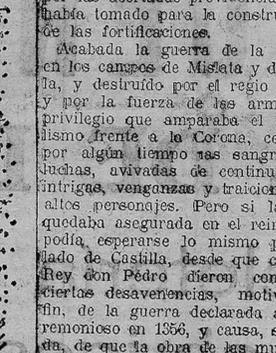 había tomado para la constru
de las fortificaciones.
Acabada la guerra de la
en los campos de Mislata y d
la, y destruído por el regio
y por la fuerza de las arm
privilegio que amparaba el
lismo frente a la Corona, ce
por algún tiempo las sangr
luchas, avivadas de continu
intrigas, venganzas y traicion
altos personajes. Pero si l
quedaba asegurada en el rein
podía, esperarse lo mismo p
lado de Castilla, desde que c
Rey don Pedro dieron com
ciertas desavenencias, motiv
fin, de la guerra declarada a
remonioso en 1356, y causa, s
da, de que la obra de las mu